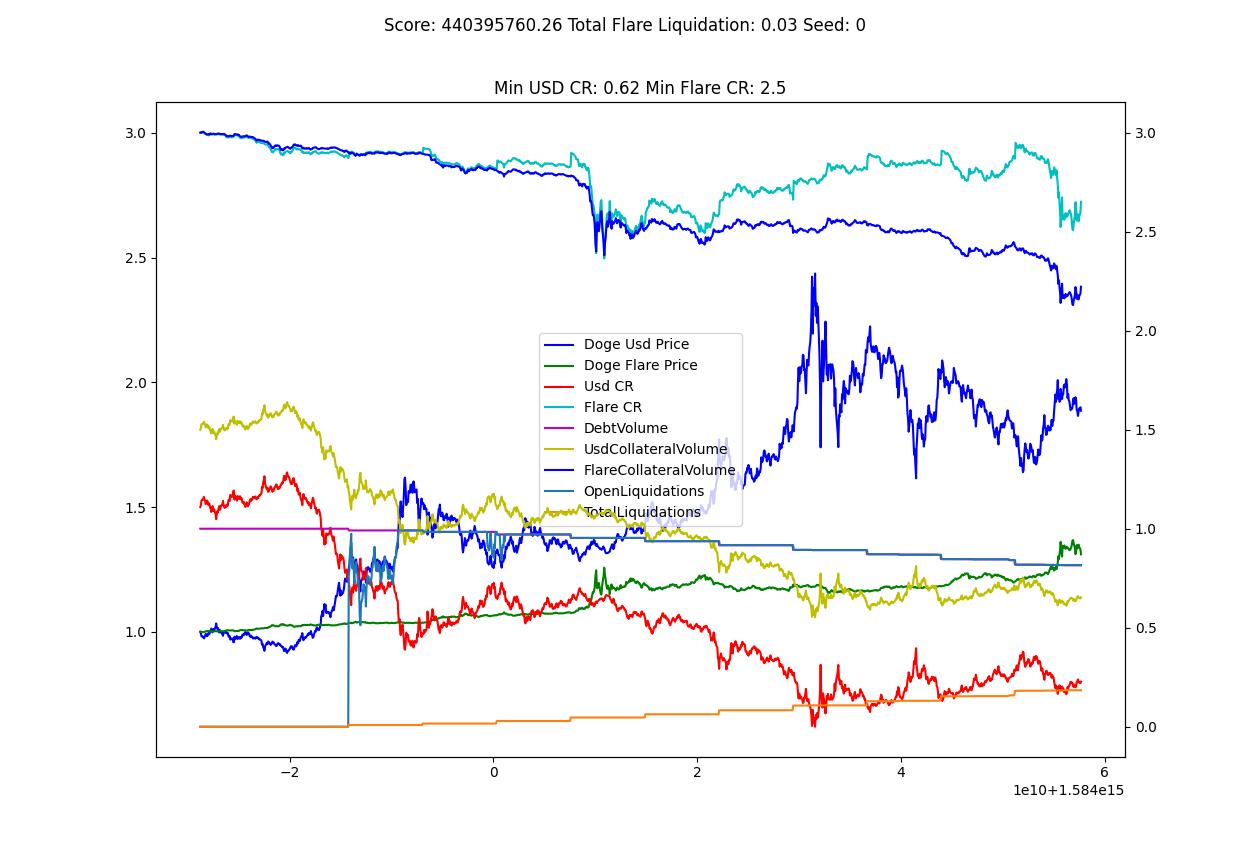 Score: 440395760.26 Total Flare Liquidation: 0.03 Seed: 0
Min USD CR: 0.62 Min Flare CR: 2.5
3.0
2.5
2.0
1.5
1.0
3.0
2.5
2.0
1.5
1.0
0.5
0.0
Doge Usd Price
Doge Flare Price
Usd CR
Flare CR
DebtVolume
UsdCollateralVolume
FlareCollateralVolume
OpenLiquidations
TotalLiquidations
−2
0
2
4
6
1e10+1.584e15